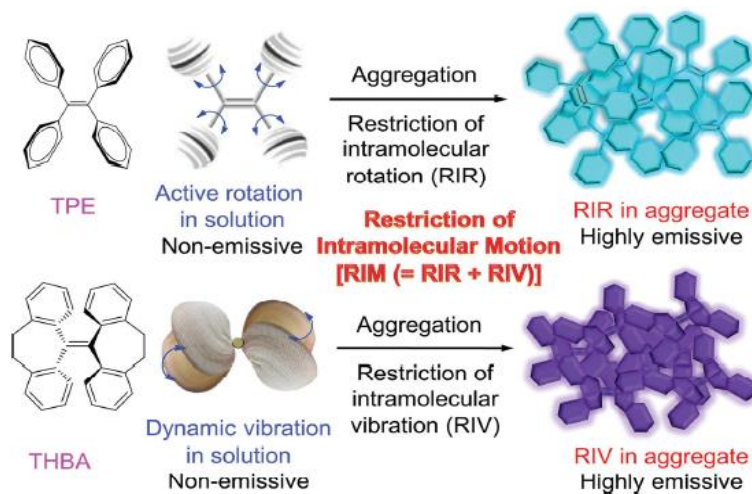 TPE
Active rotation
in solution
Non-emissive
Aggregation
Restriction of
intramolecular
rotation (RIR)
RIR in aggregate
Highly emissive
Restriction of
Intramolecular Motion
[RIM (= RIR + RIV)]
THBA
Dynamic vibration
in solution
Non-emissive
Aggregation
Restriction of
intramolecular
vibration (RIV)
RIV in aggregate
Highly emissive